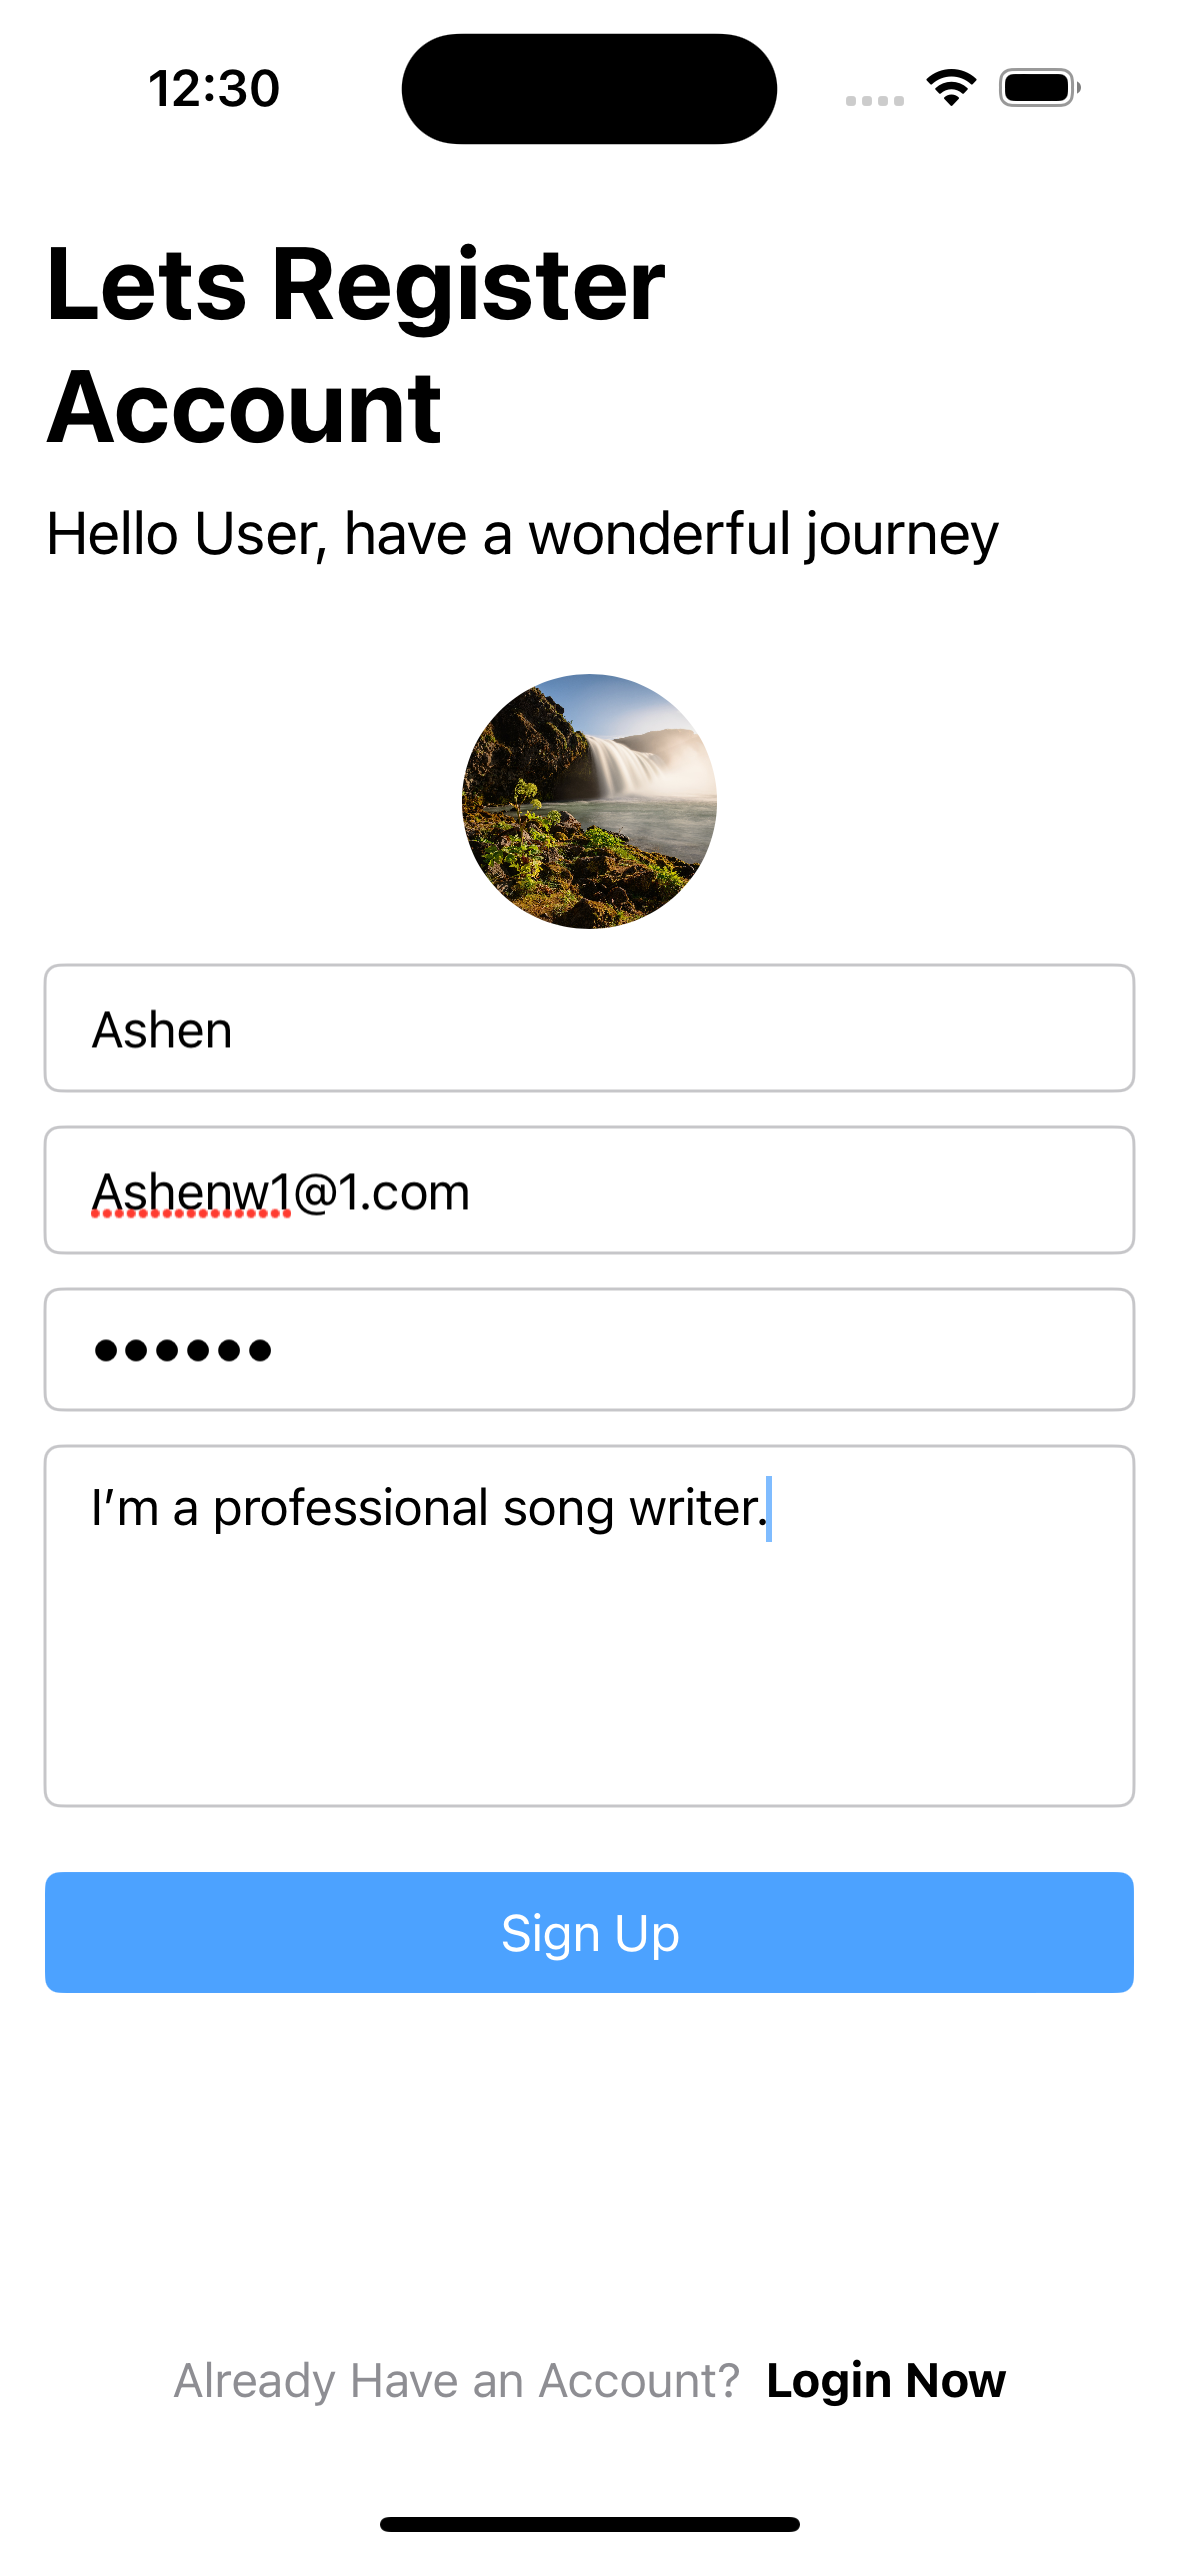 12:30
Lets Register
Account
Hello User, have a wonderful journey
Ashen
Ashenw1@1.com
••••••
I’m a professional song writer.
Sign Up
Already Have an Account? Login Now